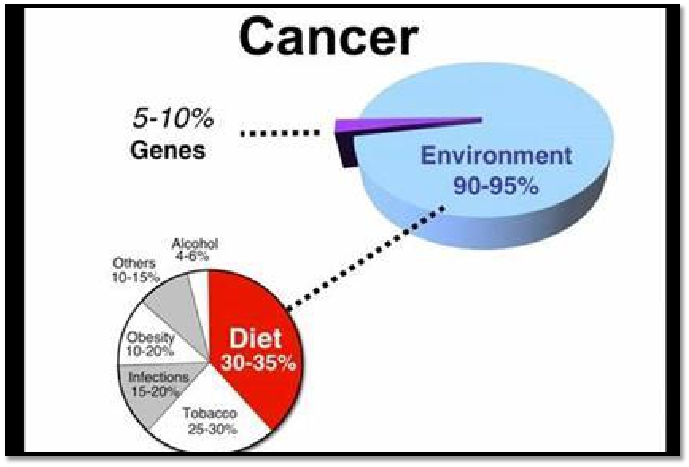 Cancer
5-10%
Genes
Environment
90-95%
Alcohol
4-6%
Others
10-15%
Diet
30-35%
Obesity
10-20%
Infections
15-20%
Tobacco
25-30%